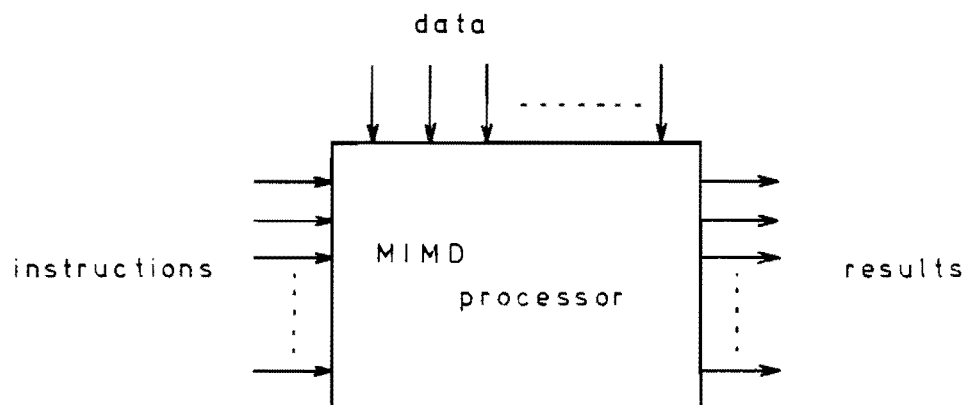 data
MIMD
instructions
results
processor